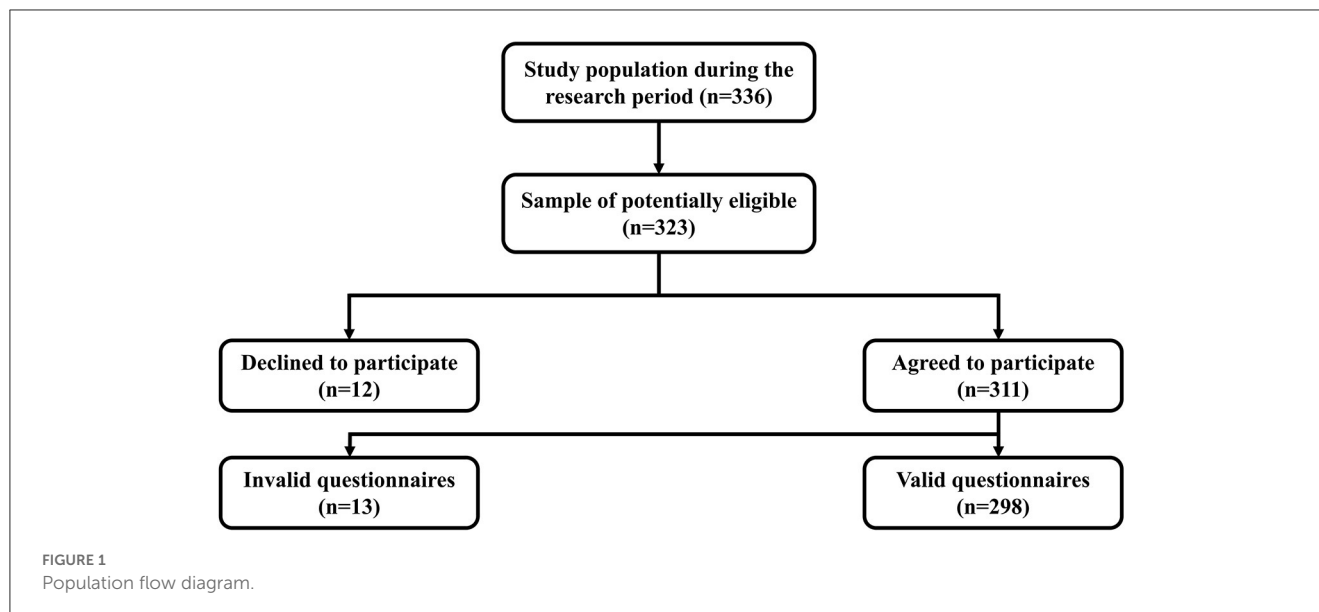 Study population during the
research period (n=336)
Sample of potentially eligible
(n=323)
Declined to participate
(n=12)
Agreed to participate
(n=311)
Invalid questionnaires
(n=13)
Valid questionnaires
(n=298)
FIGURE 1
Population flow diagram.